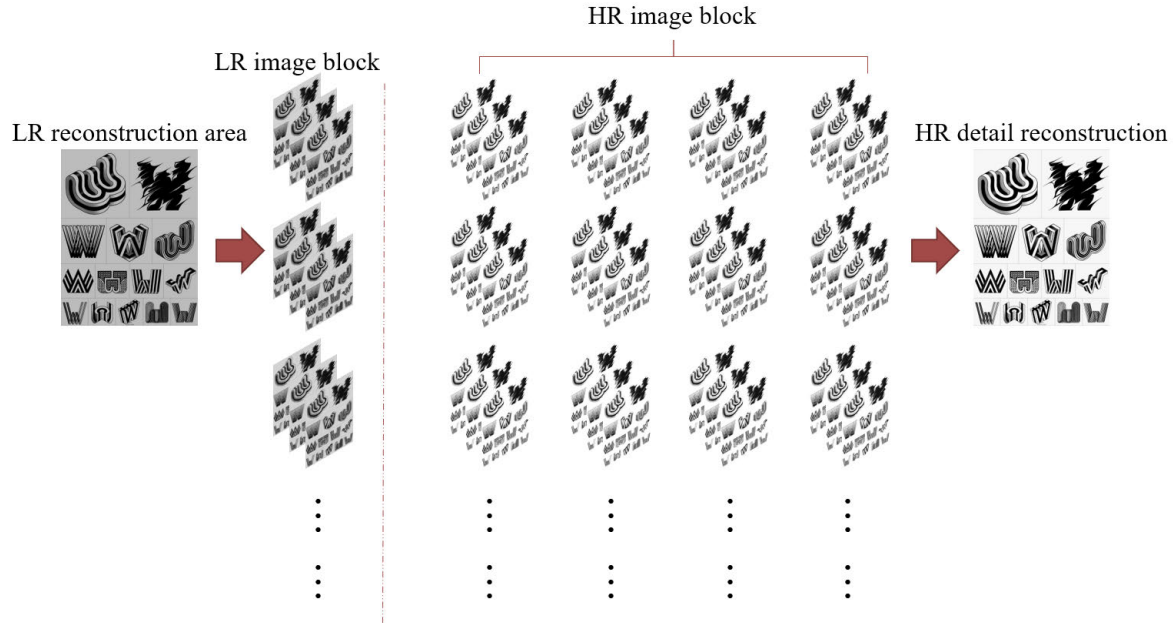 HR image block
LR image block
LR reconstruction area
HR detail reconstruction